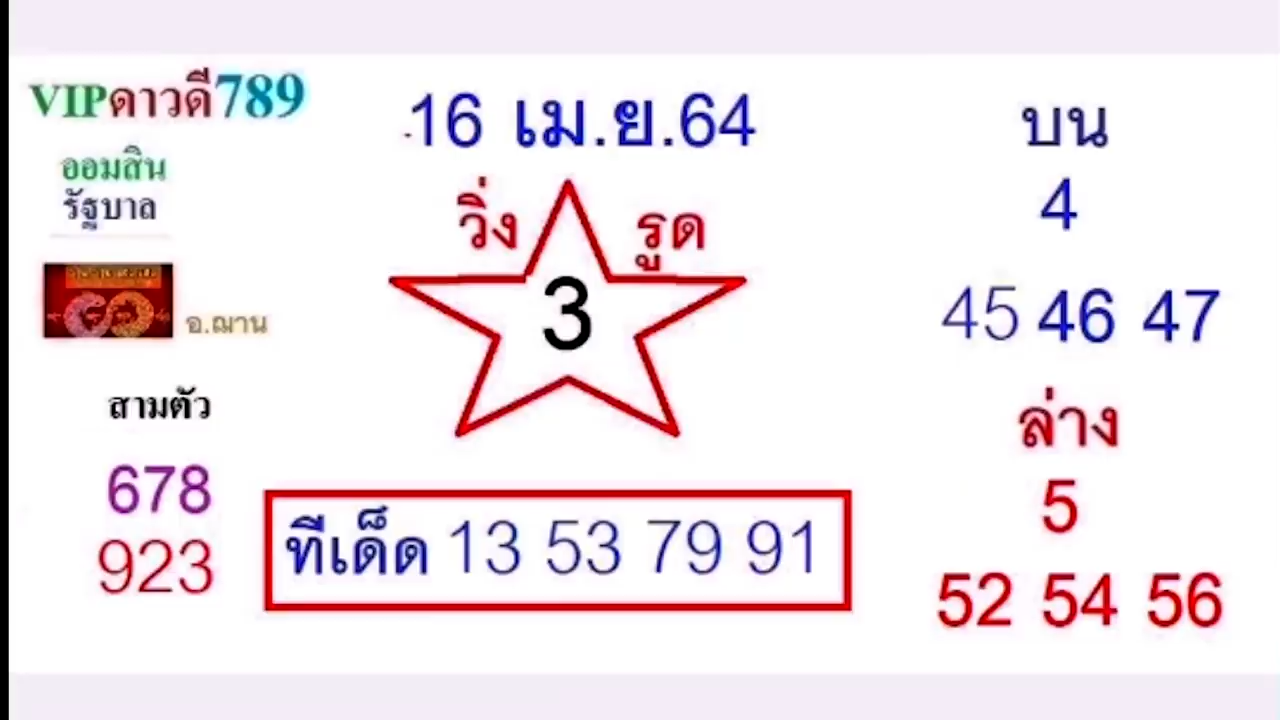 VIPดาวดี789
ออมสิน
รัฐบาล
อ.ฌาน
สามตัว
678
923
16 เม.ย.64
วิ่ง รูด
3
ทีเด็ด 13 53 79 91
บน
4
45 46 47
ล่าง
5
52 54 56